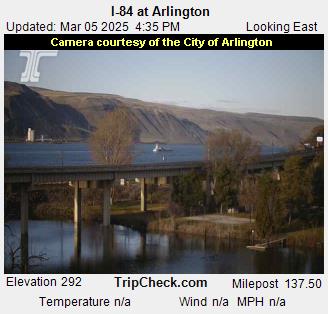 I-84 at Arlington
Updated: Mar 05 2025 4:35 PM Looking East
Camera courtesy of the City of Arlington
Elevation 292 TripCheck.com Milepost 137.50
Temperature n/a Wind n/a MPH n/a